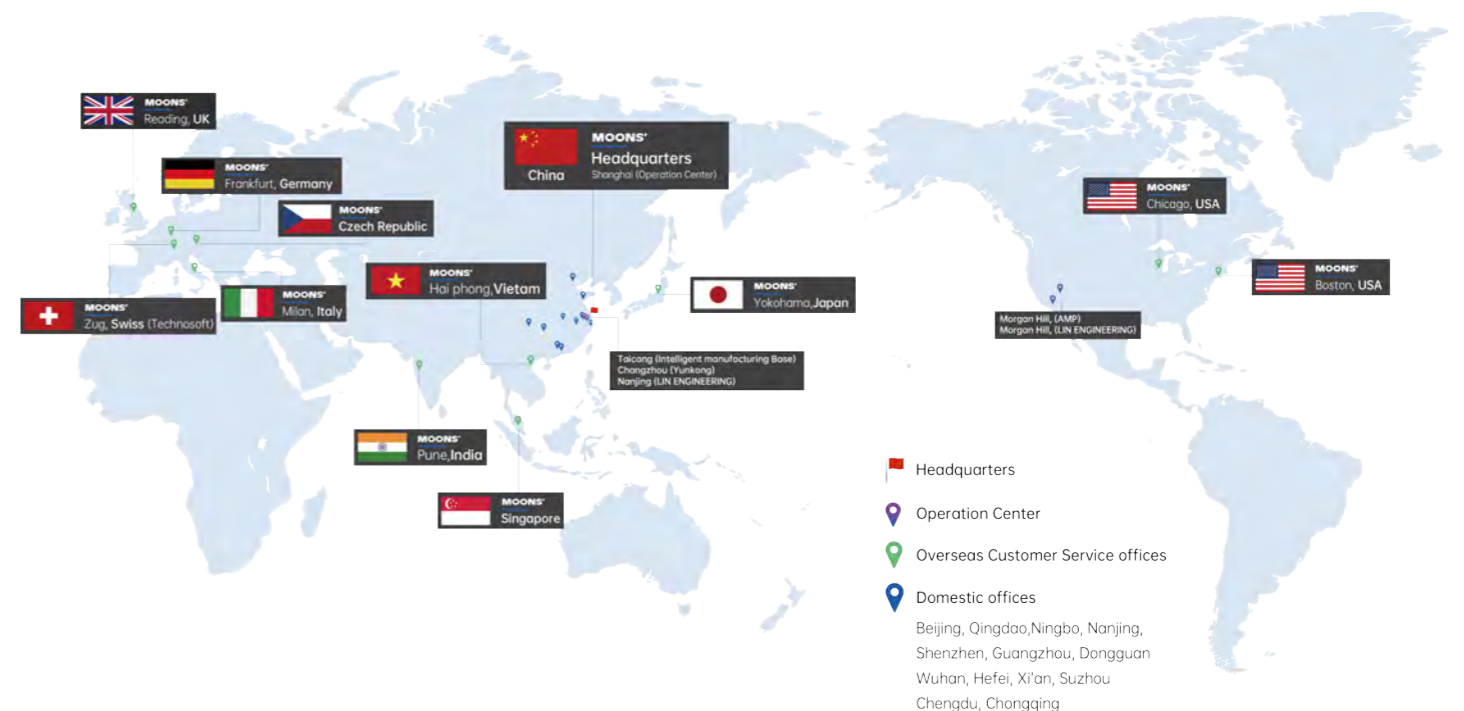 MOONS'
Reading, UK
MOONS'
Frankfurt, Germany
MOONS'
Czech Republic
MOONS'
Headquarters
China
Shanghai (Operation Center)
MOONS'
Chicago, USA
MOONS'
Boston, USA
MOONS'
Hai phong,Vietam
MOONS'
Yokohama,Japan
MOONS'
Zug, Swiss (Technosoft)
MOONS'
Milan, Italy
Morgan Hill, (AMP)
Morgan Hill, (LIN ENGINEERING)
Taicang (Intelligent manufacturing Base)
Changzhou (Yunkong)
Nanjing (LIN ENGINEERING)
MOONS'
Pune,India
MOONS'
Singapore
Headquarters
Operation Center
Overseas Customer Service offices
Domestic offices
Beijing, Qingdao,Ningbo, Nanjing,
Shenzhen, Guangzhou, Dongguan
Wuhan, Hefei, Xi'an, Suzhou
Chengdu, Chongqing